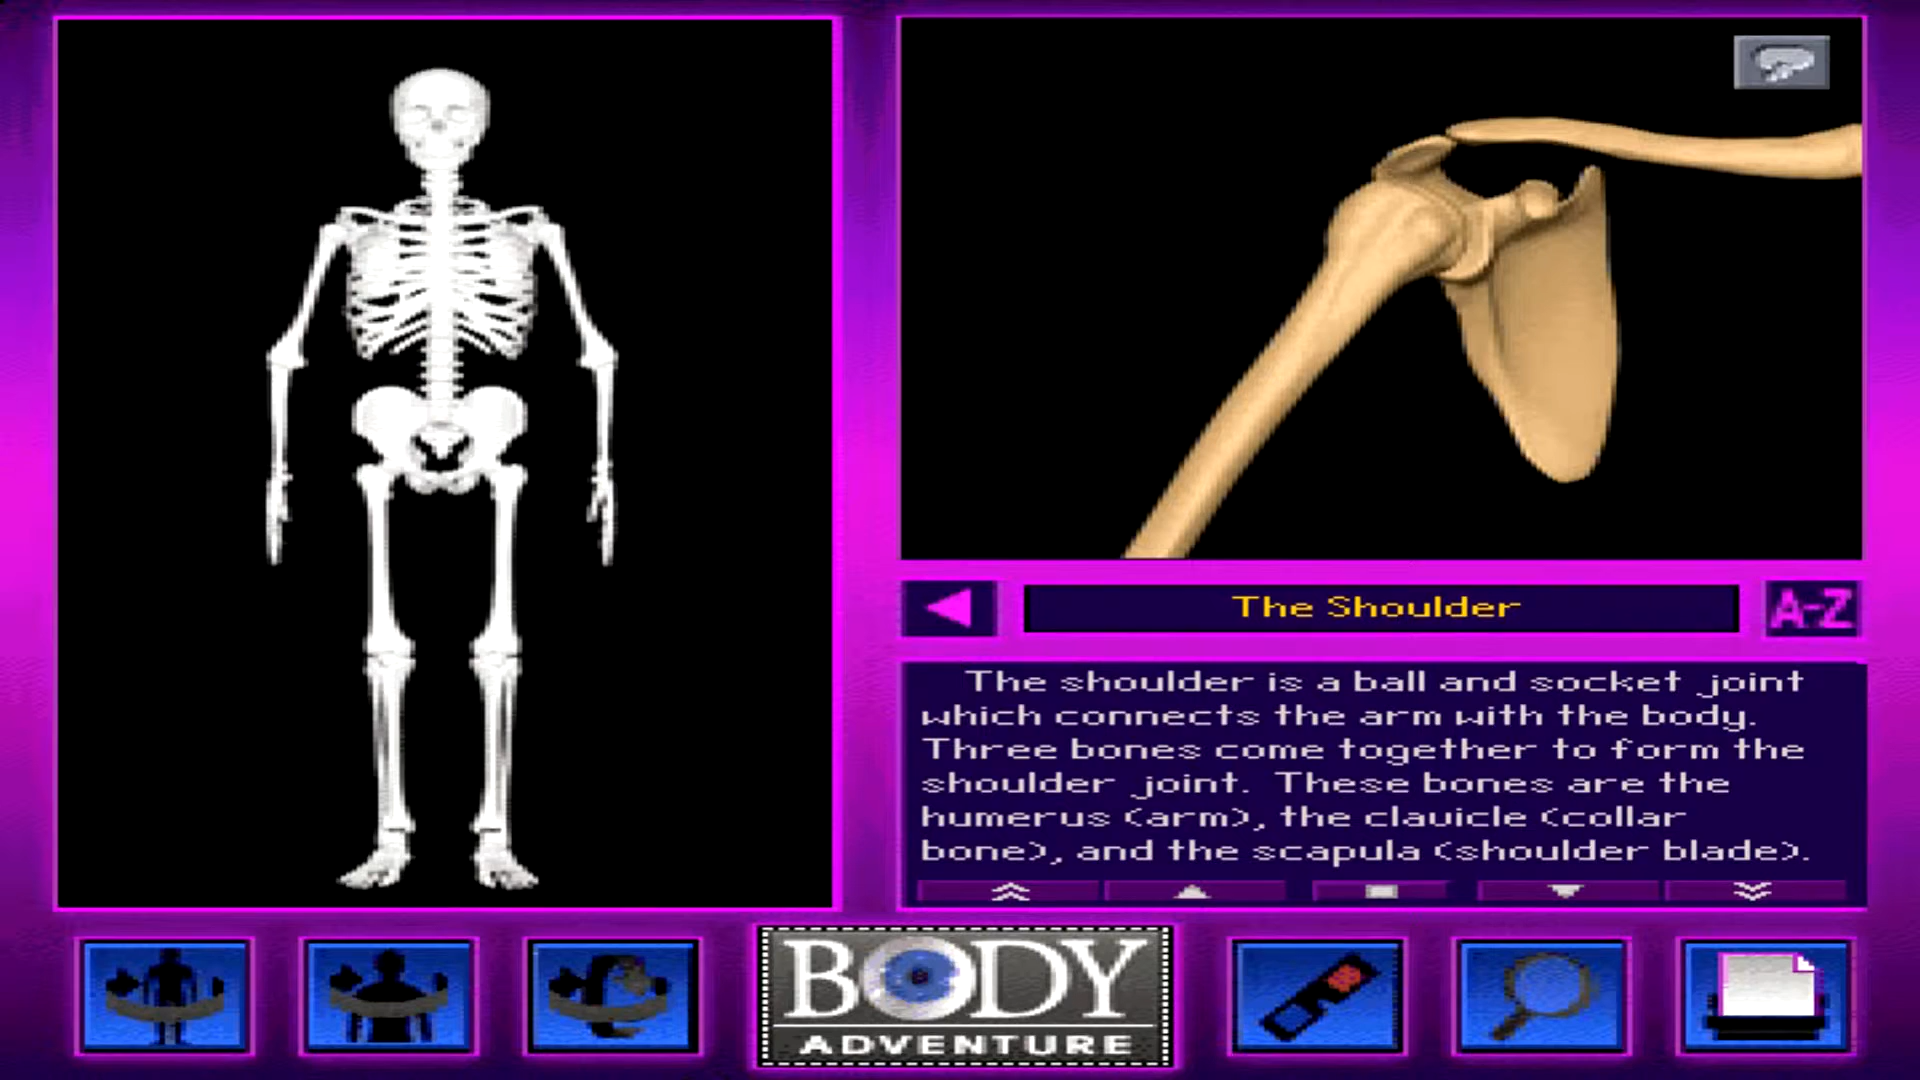 The Shoulder
A-Z
The shoulder is a ball and socket joint
which connects the arm with the body.
Three bones come together to form the
shoulder joint. These bones are the
humerus (arm), the clavicle (collar
bone), and the scapula (shoulder blade).
BODY
ADVENTURE